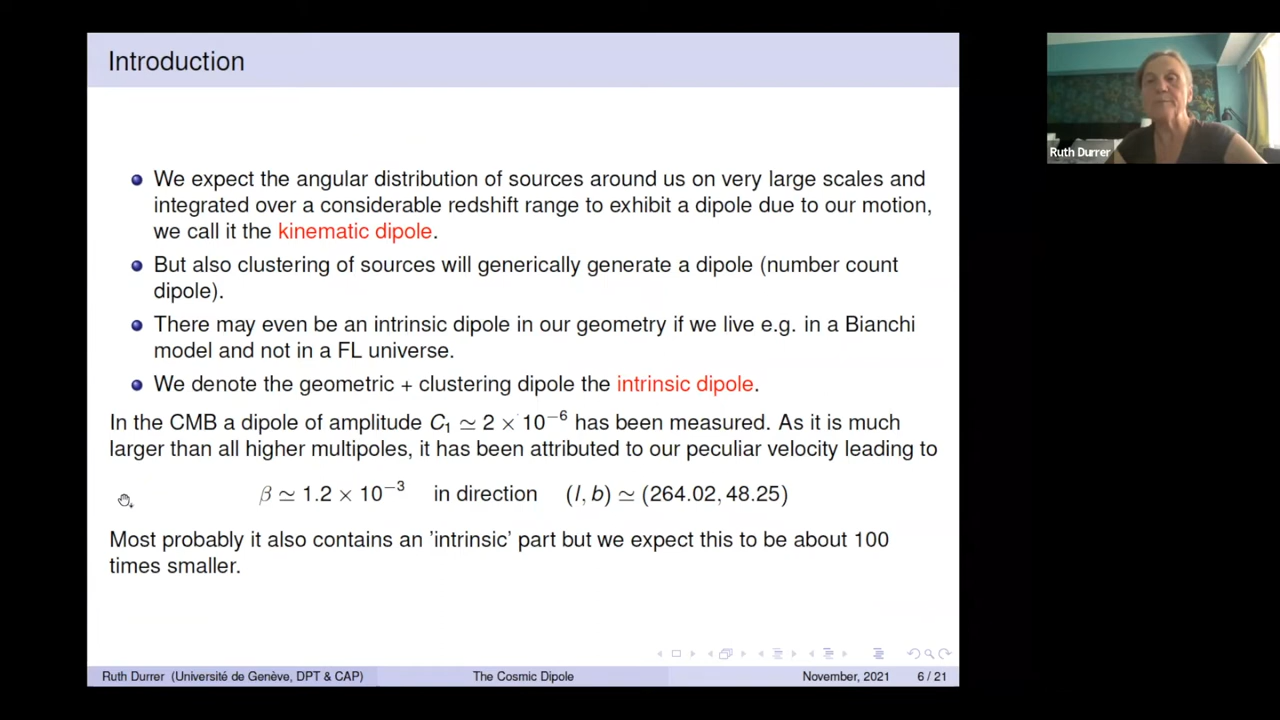 Introduction
We expect the angular distribution of sources around us on very large scales and
integrated over a considerable redshift range to exhibit a dipole due to our motion,
we call it the kinematic dipole.
But also clustering of sources will generically generate a dipole (number count
dipole).
There may even be an intrinsic dipole in our geometry if we live e.g. in a Bianchi
model and not in a FL universe.
We denote the geometric + clustering dipole the intrinsic dipole.
In the CMB a dipole of amplitude C₁ ≃ 2 × 10⁻⁶ has been measured. As it is much
larger than all higher multipoles, it has been attributed to our peculiar velocity leading to
β ≃ 1.2 × 10⁻³ in direction (l, b) ≃ (264.02, 48.25)
Most probably it also contains an 'intrinsic' part but we expect this to be about 100
times smaller.
Ruth Durrer (Université de Genève, DPT & CAP) The Cosmic Dipole November, 2021 6 / 21
Ruth Durrer